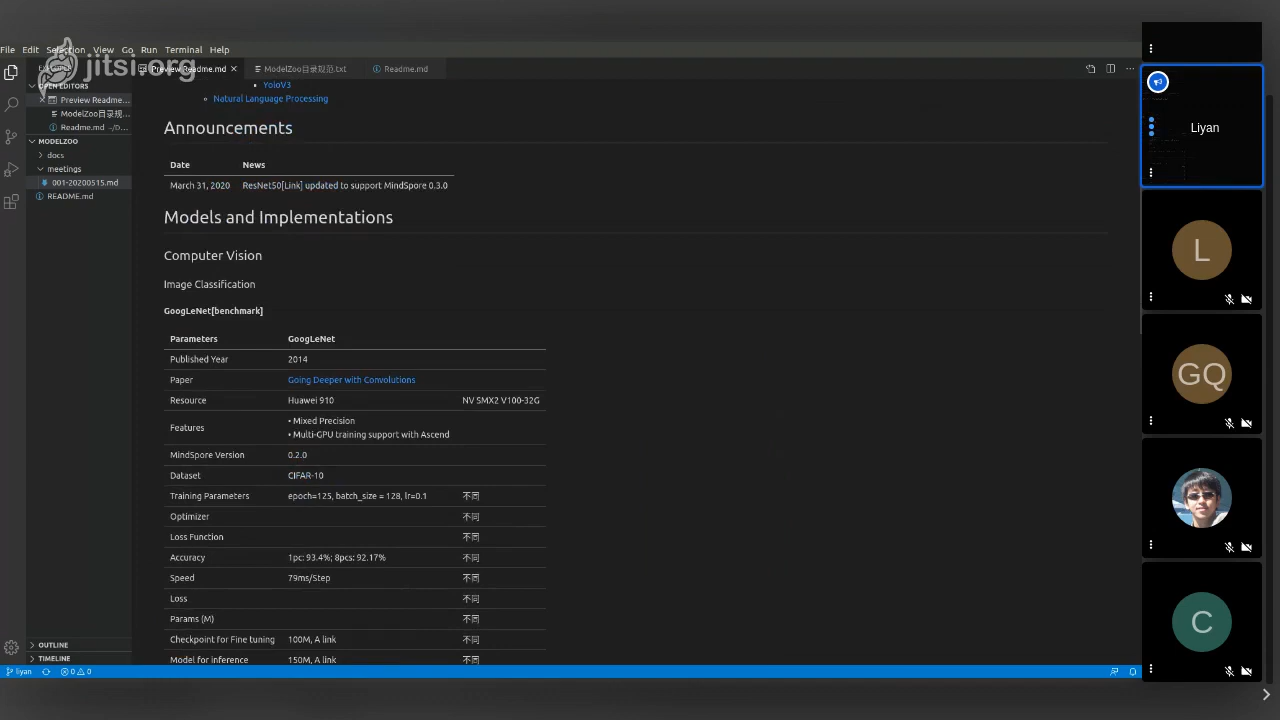 File Edit Selection View Go Run Terminal Help
jitsi.org
Preview Readme.md
ModelZoo目录规范.txt
Readme.md
OPEN EDITORS
Preview Readme...
ModelZoo目录规...
Readme.md ~/D...
MODELZOO
docs
meetings
001-20200515.md
README.md
OUTLINE
TIMELINE
YoloV3
Natural Language Processing
Announcements
Date News
March 31, 2020 ResNet50[Link] updated to support MindSpore 0.3.0
Models and Implementations
Computer Vision
Image Classification
GoogLeNet[benchmark]
Parameters GoogLeNet
Published Year 2014
Paper Going Deeper with Convolutions
Resource Huawei 910 NV SMX2 V100-32G
Features • Mixed Precision
• Multi-GPU training support with Ascend
MindSpore Version 0.2.0
Dataset CIFAR-10
Training Parameters epoch=125, batch_size = 128, lr=0.1 不同
Optimizer 不同
Loss Function 不同
Accuracy 1pc: 93.4%; 8pcs: 92.17% 不同
Speed 79ms/Step 不同
Loss 不同
Params (M) 不同
Checkpoint for Fine tuning 100M, A link 不同
Model for inference 150M, A link 不同
liyan 0 0
Liyan
L
GQ
C